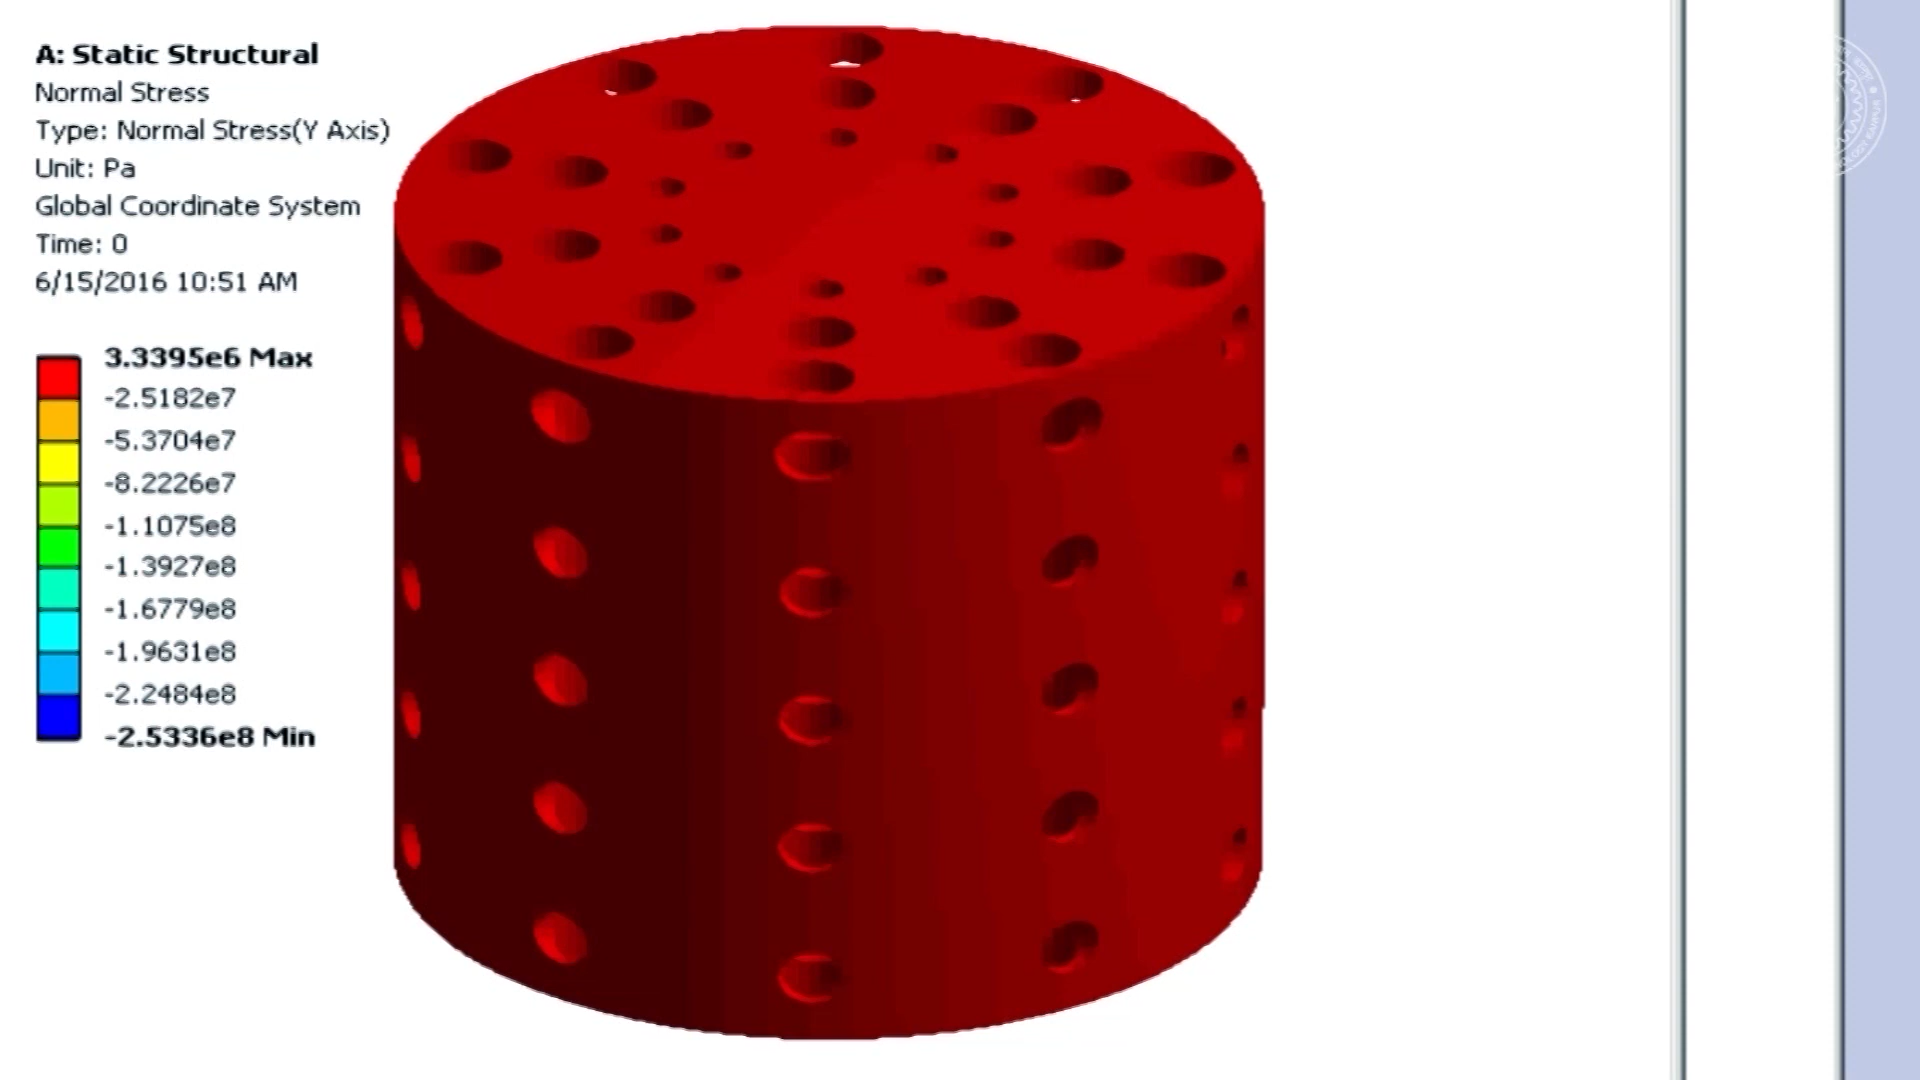 A: Static Structural
Normal Stress
Type: Normal Stress(Y Axis)
Unit: Pa
Global Coordinate System
Time: 0
6/15/2016 10:51 AM
3.3395e6 Max
-2.5182e7
-5.3704e7
-8.2226e7
-1.1075e8
-1.3927e8
-1.6779e8
-1.9631e8
-2.2484e8
-2.5336e8 Min